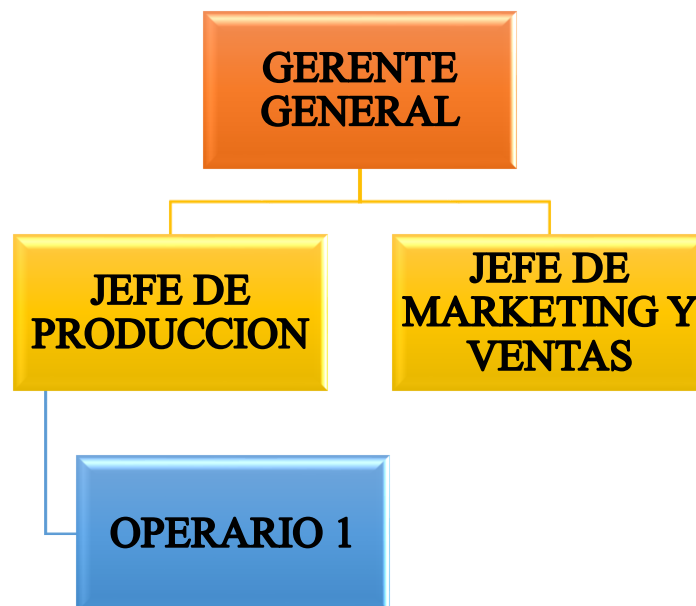 GERENTE
GENERAL
JEFE DE
PRODUCCION
JEFE DE
MARKETING Y
VENTAS
OPERARIO 1